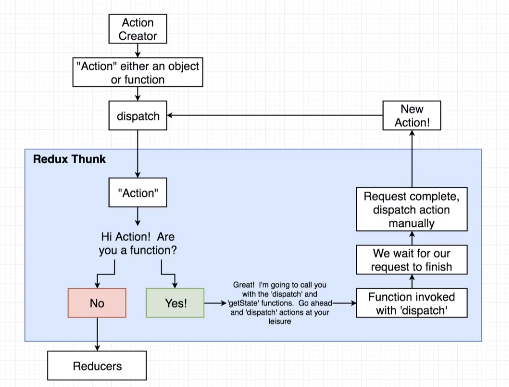 Action
Creator
"Action" either an object
or function
dispatch
New
Action!
Redux Thunk
"Action"
Hi Action! Are
you a function?
No
Yes!
Great! I'm going to call you
with the 'dispatch' and
'getState' functions. Go ahead
and 'dispatch' actions at your
leisure
Function invoked
with 'dispatch'
We wait for our
request to finish
Request complete,
dispatch action
manually
Reducers